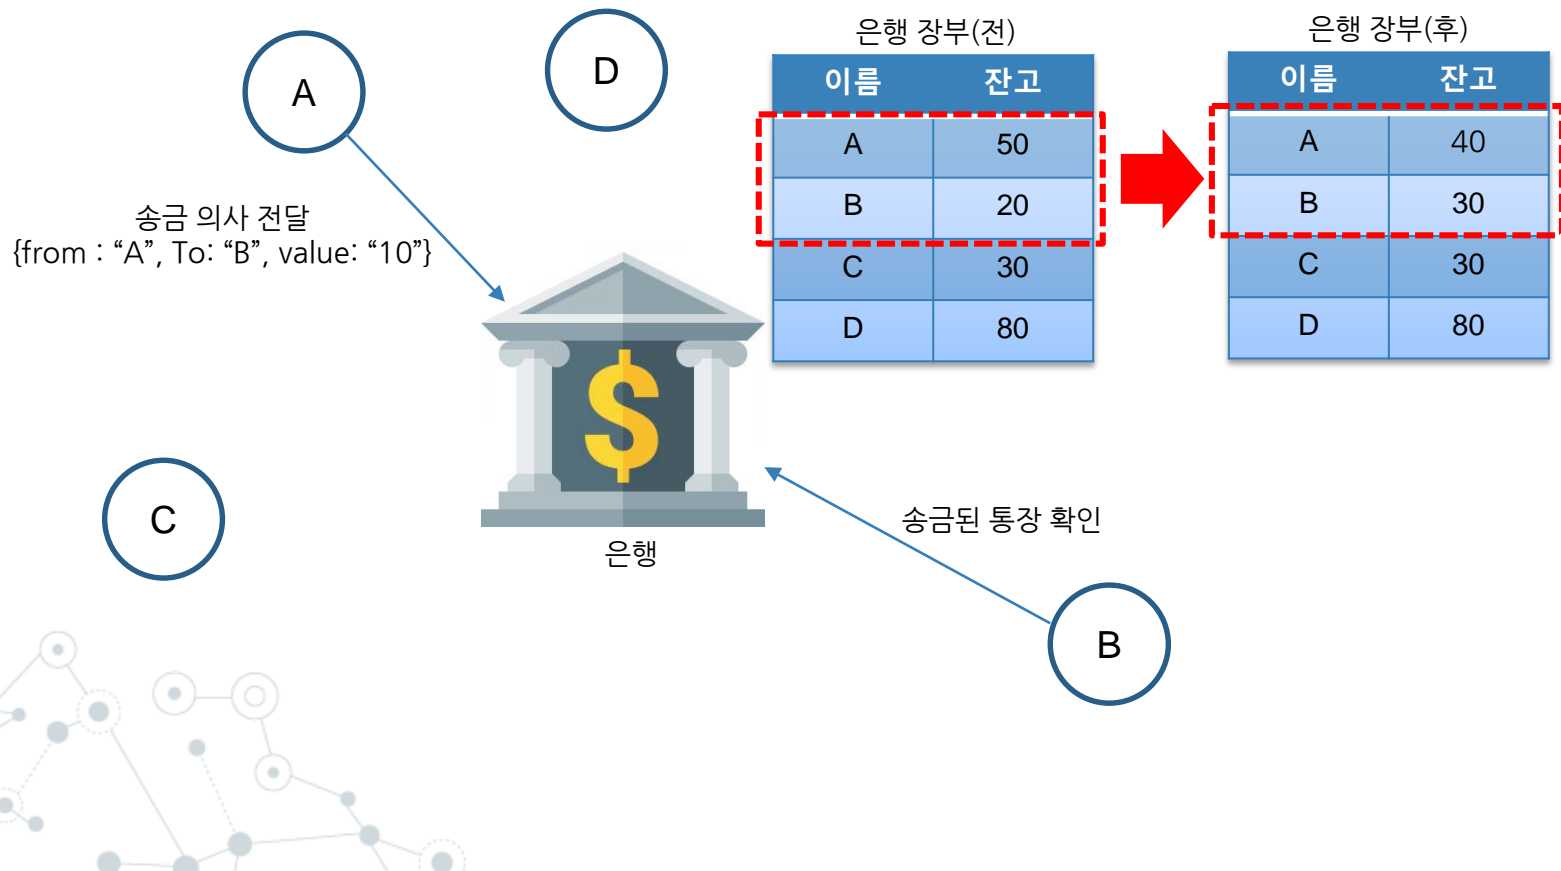 A
D
송금 의사 전달
{from : “A”, To: “B”, value: “10”}
은행 장부(전)
이름 잔고
A 50
B 20
C 30
D 80
은행 장부(후)
이름 잔고
A 40
B 30
C 30
D 80
$
은행
C
송금된 통장 확인
B